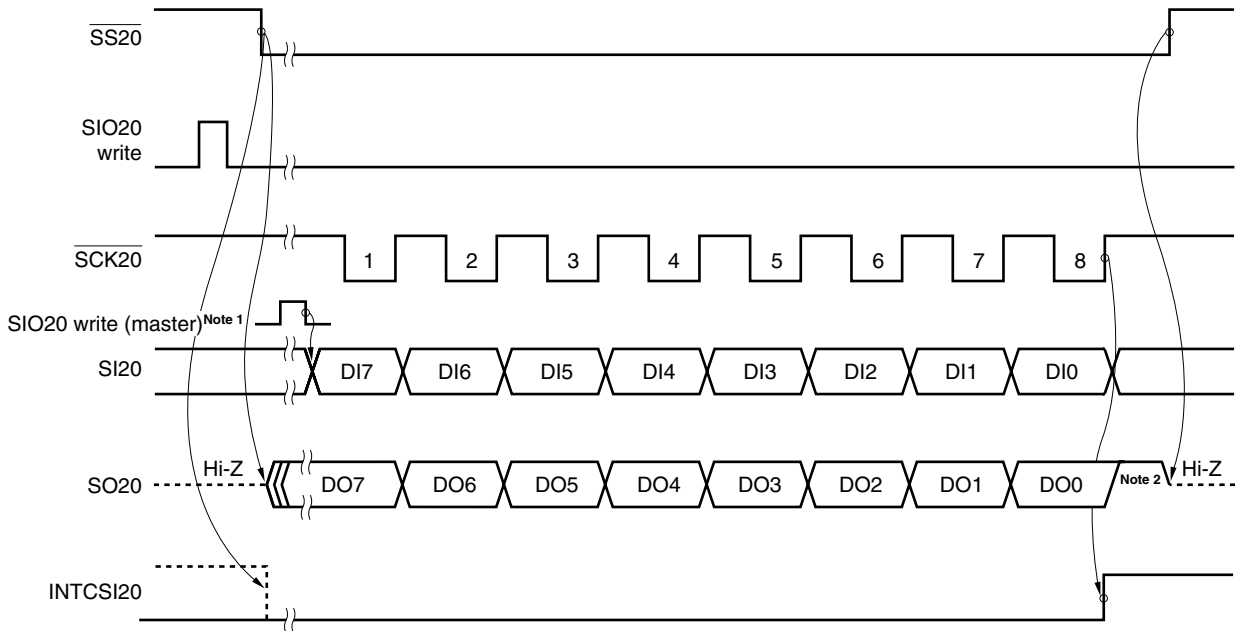 SS20
SIO20
write
SCK20
1 2 3 4 5 6 7 8
SIO20 write (master)Note 1
SI20
DI7 DI6 DI5 DI4 DI3 DI2 DI1 DI0
Hi-Z
SO20
DO7 DO6 DO5 DO4 DO3 DO2 DO1 DO0
Note 2
Hi-Z
INTCSI20